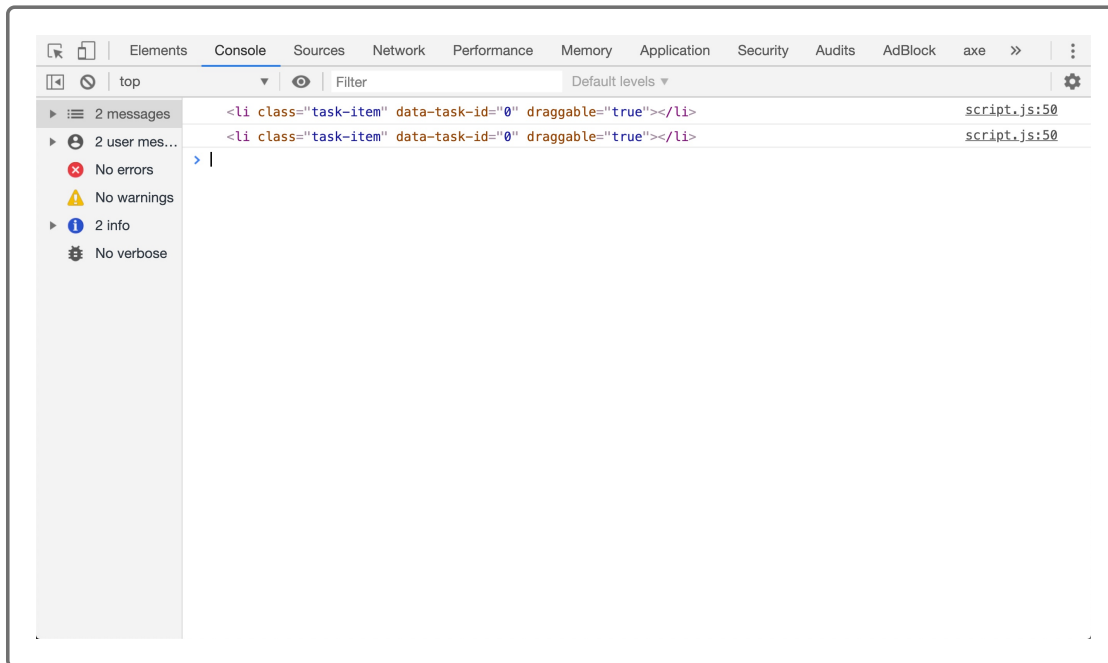 Elements Console Sources Network Performance Memory Application Security Audits AdBlock axe »
top Filter Default levels
2 messages <li class="task-item" data-task-id="0" draggable="true"></li> script.js:50
2 user mes... <li class="task-item" data-task-id="0" draggable="true"></li> script.js:50
>
No errors
No warnings
2 info
No verbose